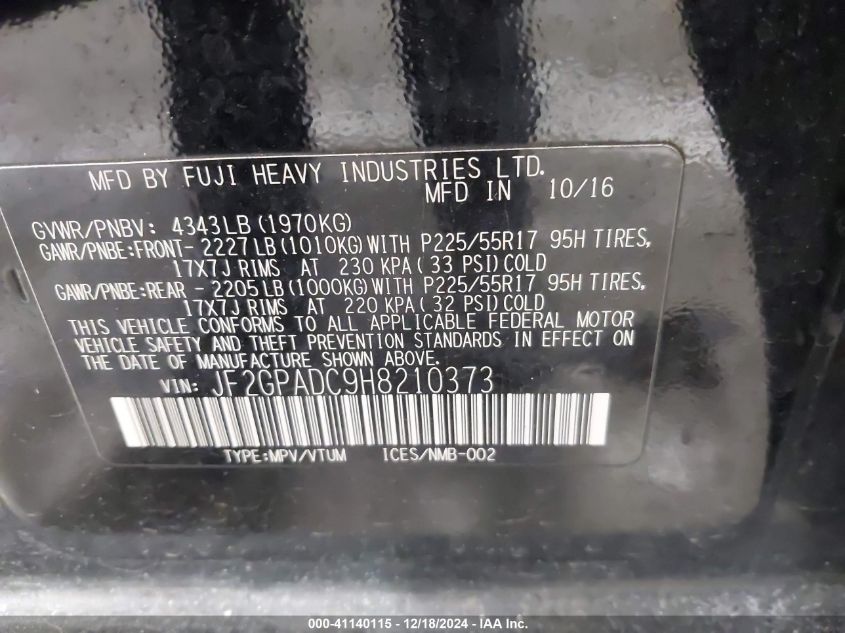 MFD BY FUJI HEAVY INDUSTRIES LTD.
MFD IN 10/16
GVWR/PNBV: 4343LB (1970KG)
GAWR/PNBE:FRONT- 2227LB (1010KG) WITH P225/55R17 95H TIRES,
17X7J RIMS AT 230 KPA ( 33 PSI) COLD
GAWR/PNBE:REAR - 2205LB (1000KG) WITH P225/55R17 95H TIRES,
17X7J RIMS AT 220 KPA ( 32 PSI) COLD
THIS VEHICLE CONFORMS TO ALL APPLICABLE FEDERAL MOTOR
VEHICLE SAFETY AND THEFT PREVENTION STANDARDS IN EFFECT ON
THE DATE OF MANUFACTURE SHOWN ABOVE.
VIN: JF2GPADC9H8210373
TYPE:MPV/VTUM ICES/NMB-002
000-41140115 - 12/18/2024 - IAA Inc.